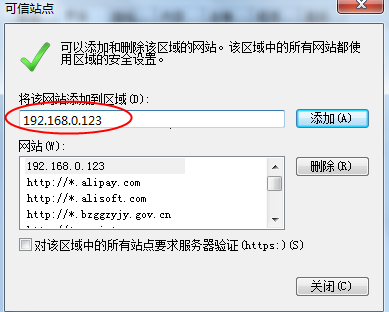 可信站点
可以添加和删除该区域的网站。该区域中的所有网站都使
用区域的安全设置。
将该网站添加到区域(D):
192.168.0.123
添加(A)
网站(W):
192.168.0.123
删除(R)
http://*.alipay.com
http://*.alisoft.com
http://*.bzggzyjy.gov.cn
对该区域中的所有站点要求服务器验证(https:)(S)
关闭(C)